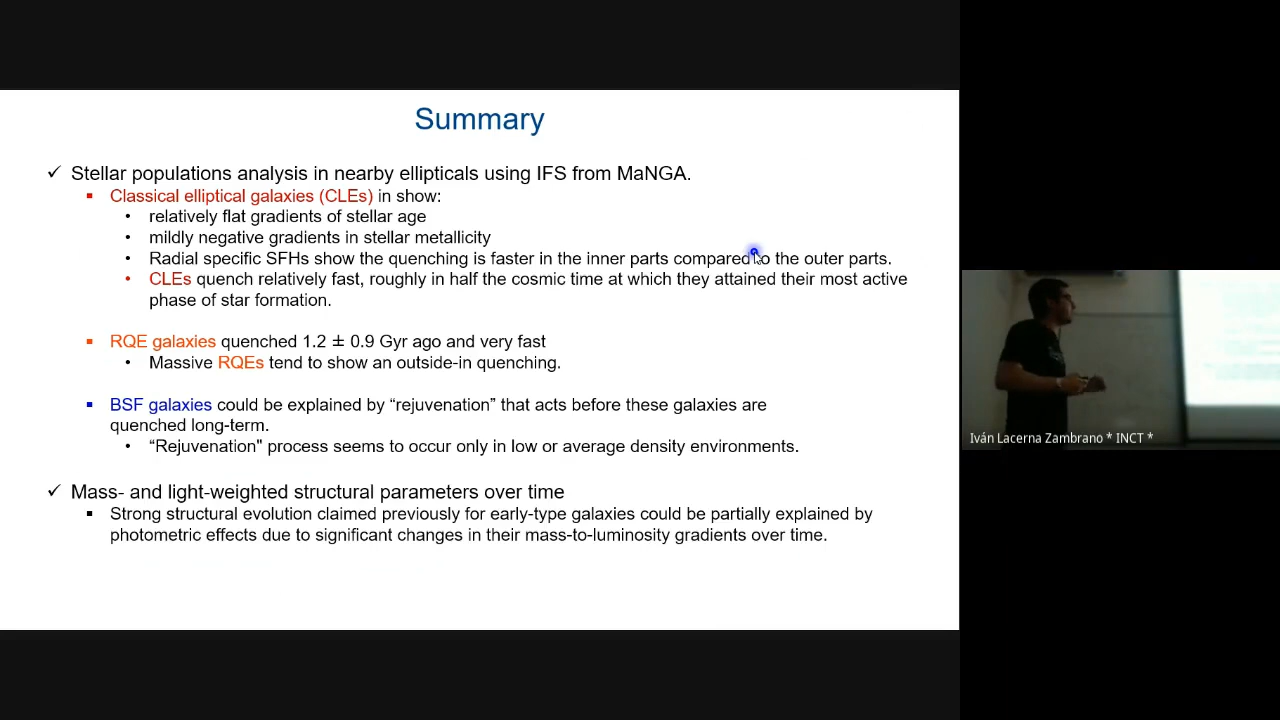 Summary
✓ Stellar populations analysis in nearby ellipticals using IFS from MaNGA.
▪ Classical elliptical galaxies (CLEs) in show:
• relatively flat gradients of stellar age
• mildly negative gradients in stellar metallicity
• Radial specific SFHs show the quenching is faster in the inner parts compared to the outer parts.
• CLEs quench relatively fast, roughly in half the cosmic time at which they attained their most active
phase of star formation.
▪ RQE galaxies quenched 1.2 ± 0.9 Gyr ago and very fast
• Massive RQEs tend to show an outside-in quenching.
▪ BSF galaxies could be explained by “rejuvenation” that acts before these galaxies are
quenched long-term.
• “Rejuvenation" process seems to occur only in low or average density environments.
✓ Mass- and light-weighted structural parameters over time
▪ Strong structural evolution claimed previously for early-type galaxies could be partially explained by
photometric effects due to significant changes in their mass-to-luminosity gradients over time.
Iván Lacerna Zambrano * INCT *